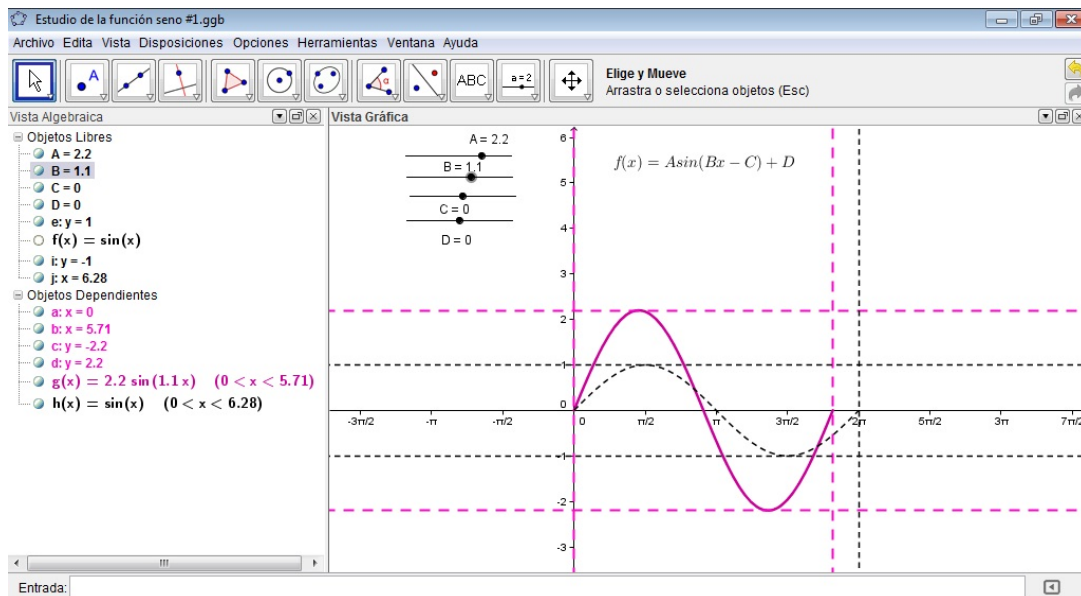 Estudio de la función seno #1.ggb
Archivo Edita Vista Disposiciones Opciones Herramientas Ventana Ayuda
A
α
ABC
a=2
Elige y Mueve
Arrastra o selecciona objetos (Esc)
Vista Algebraica
Objetos Libres
A = 2.2
B = 1.1
C = 0
D = 0
e: y = 1
f(x) = sin(x)
i: y = -1
j: x = 6.28
Objetos Dependientes
a: x = 0
b: x = 5.71
c: y = -2.2
d: y = 2.2
g(x) = 2.2 sin(1.1 x) (0 < x < 5.71)
h(x) = sin(x) (0 < x < 6.28)
Vista Gráfica
A = 2.2
B = 1.1
C = 0
D = 0
f(x) = Asin(Bx − C) + D
6
5
4
3
2
1
0
-1
-2
-3
-3π/2 -π -π/2 0 π/2 π 3π/2 2π 5π/2 3π 7π/2
Entrada: